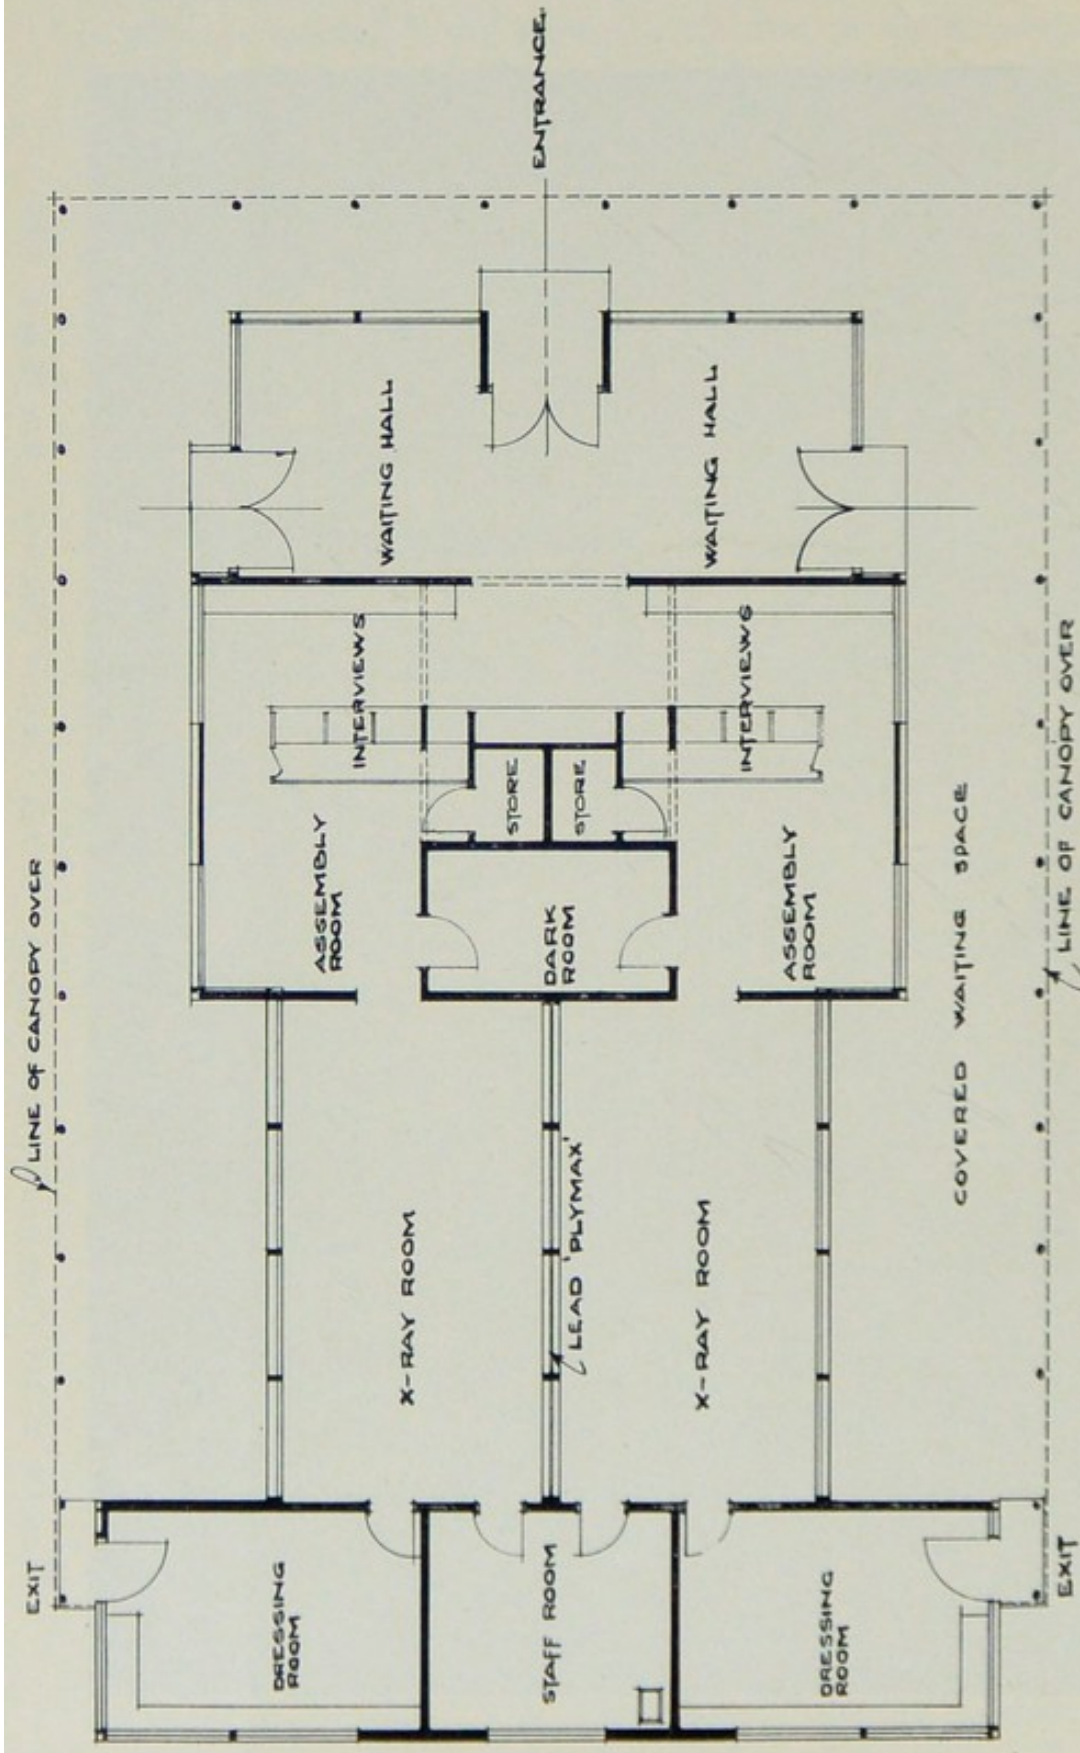 ENTRANCE.
WAITING HALL
WAITING HALL
INTERVIEWS
INTERVIEWS
STORE
STORE
ASSEMBLY
ROOM
DARK
ROOM
ASSEMBLY
ROOM
LINE OF CANOPY OVER
LINE OF CANOPY OVER
COVERED WAITING SPACE
X-RAY ROOM
LEAD 'PLYMAX'
X-RAY ROOM
EXIT
DRESSING
ROOM
STAFF ROOM
DRESSING
ROOM
EXIT